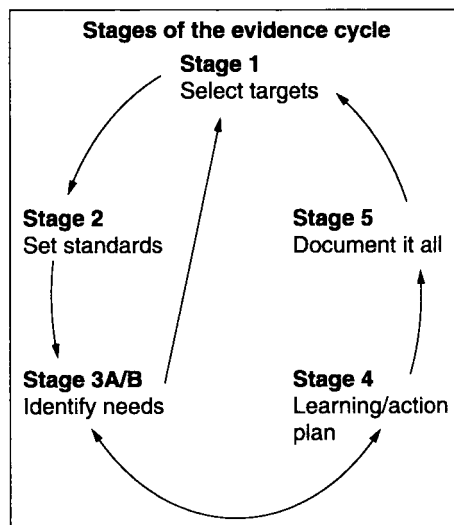 Stages of the evidence cycle
Stage 1
Select targets
Stage 2
Set standards
Stage 5
Document it all
Stage 3A/B
Identify needs
Stage 4
Learning/action
plan